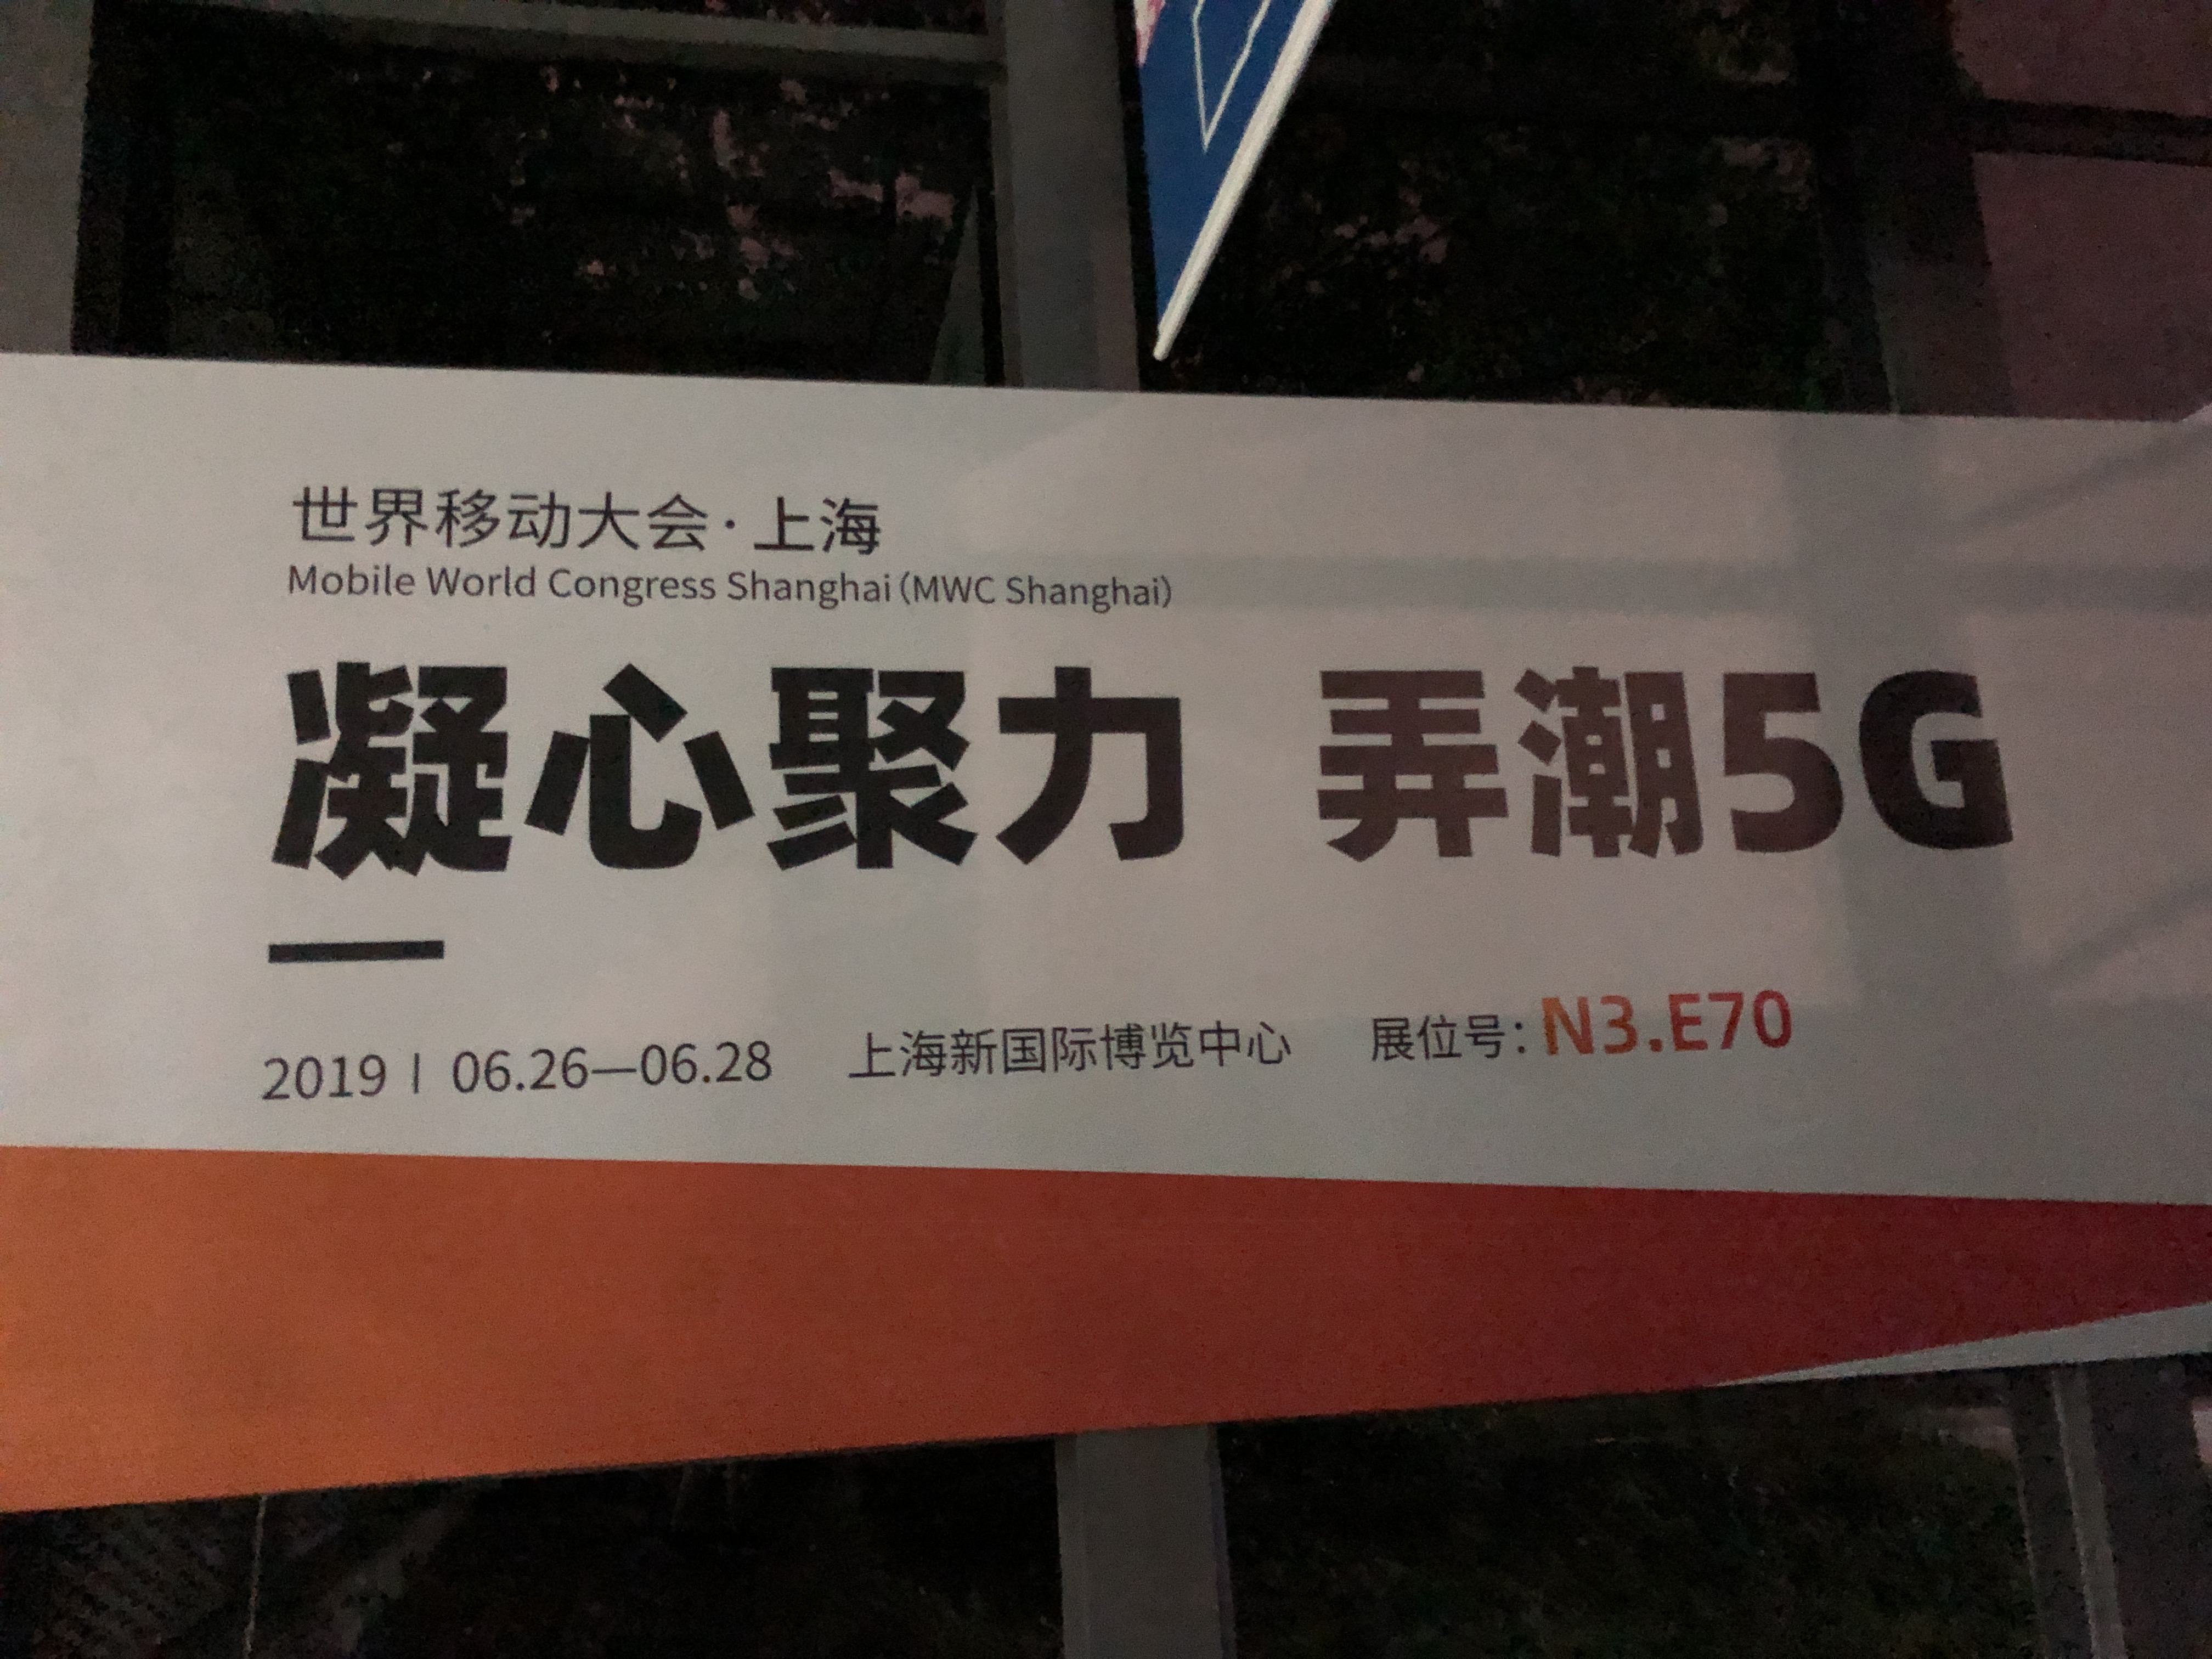 世界移动大会·上海
Mobile World Congress Shanghai（MWC Shanghai）
凝心聚力 弄潮5G
2019 | 06.26—06.28 上海新国际博览中心 展位号：N3.E70